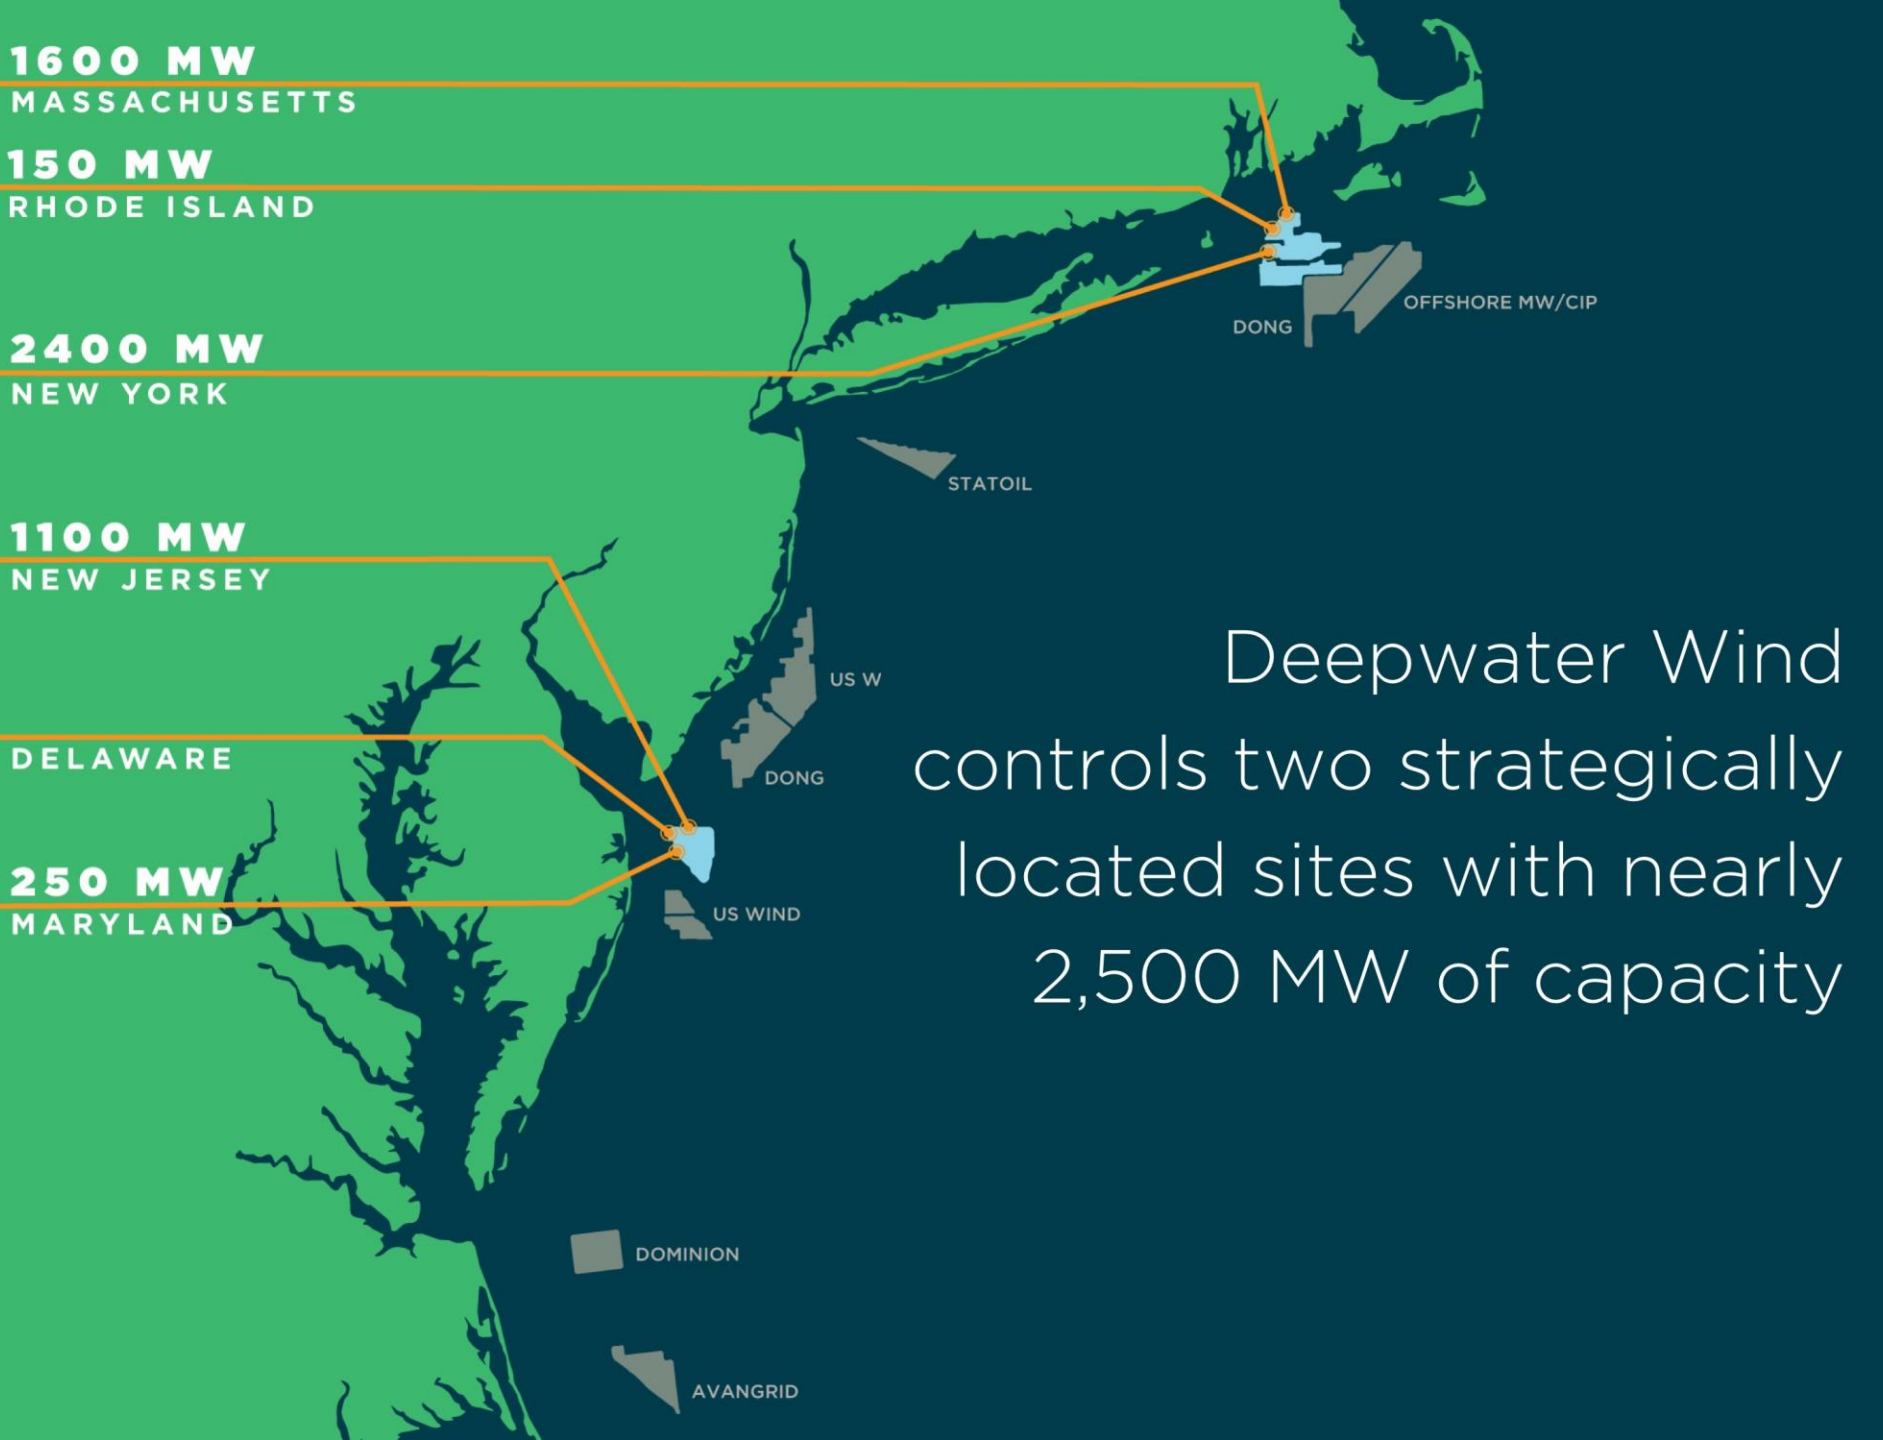 1600 MW
MASSACHUSETTS
150 MW
RHODE ISLAND
2400 MW
NEW YORK
1100 MW
NEW JERSEY
DELAWARE
250 MW
MARYLAND
OFFSHORE MW/CIP
DONG
STATOIL
US W
DONG
US WIND
DOMINION
AVANGRID
Deepwater Wind
controls two strategically
located sites with nearly
2,500 MW of capacity